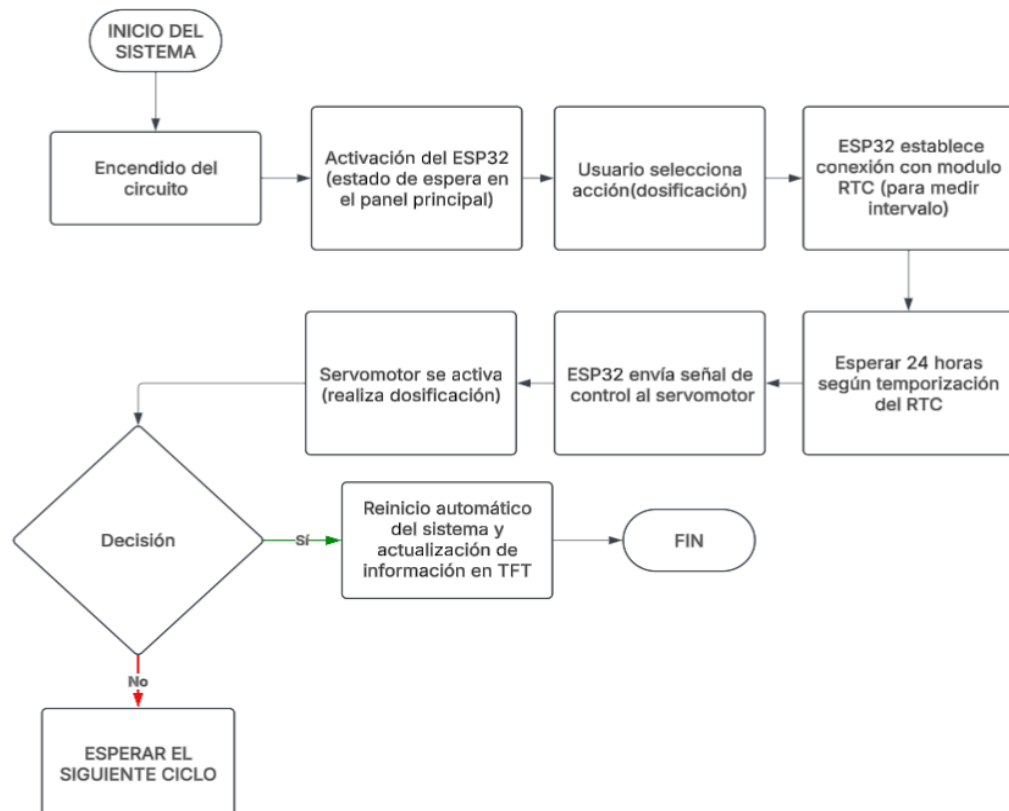 INICIO DEL
SISTEMA
Encendido del
circuito
Activación del ESP32
(estado de espera en
el panel principal)
Usuario selecciona
acción(dosificación)
ESP32 establece
conexión con modulo
RTC (para medir
intervalo)
Esperar 24 horas
según temporización
del RTC
ESP32 envía señal de
control al servomotor
Servomotor se activa
(realiza dosificación)
Decisión
Sí
Reinicio automático
del sistema y
actualización de
información en TFT
FIN
No
ESPERAR EL
SIGUIENTE CICLO